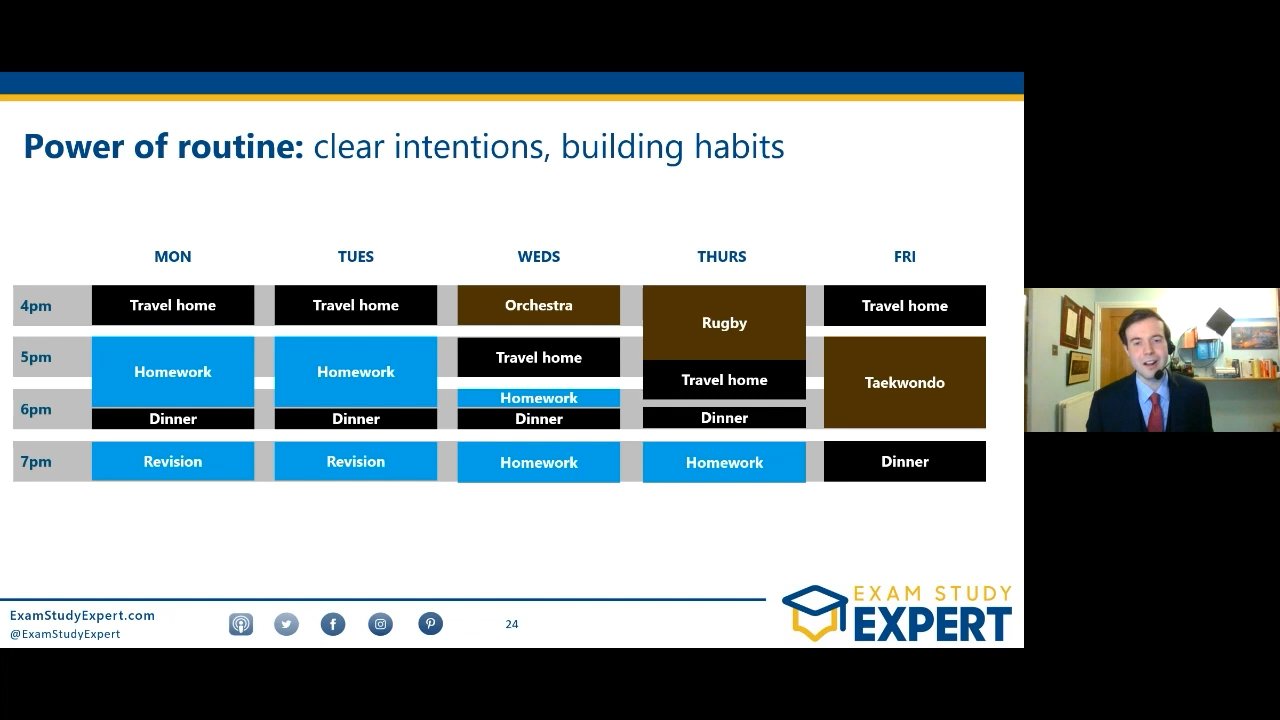 Power of routine: clear intentions, building habits
MON TUES WEDS THURS FRI
4pm Travel home Travel home Orchestra Rugby Travel home
5pm Homework Homework Travel home Travel home Taekwondo
6pm Homework
Dinner Dinner Dinner Dinner
7pm Revision Revision Homework Homework Dinner
ExamStudyExpert.com
@ExamStudyExpert
24
EXAM STUDY
EXPERT